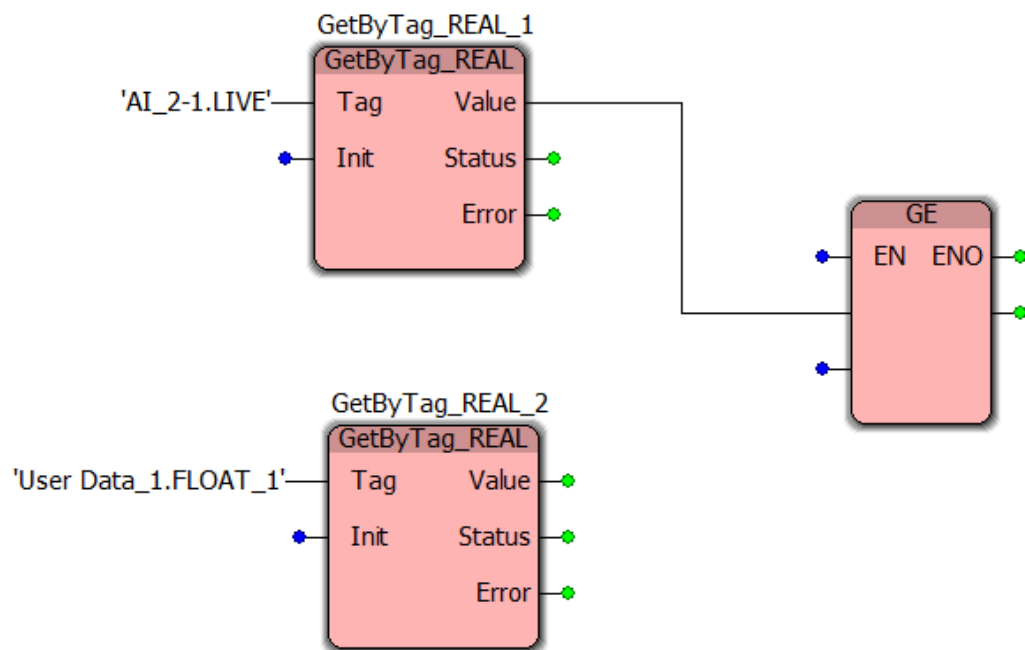 GetByTag_REAL_1
GetByTag_REAL
'AI_2-1.LIVE'
Tag Value
Init Status
Error
GE
EN ENO
GetByTag_REAL_2
GetByTag_REAL
'User Data_1.FLOAT_1'
Tag Value
Init Status
Error